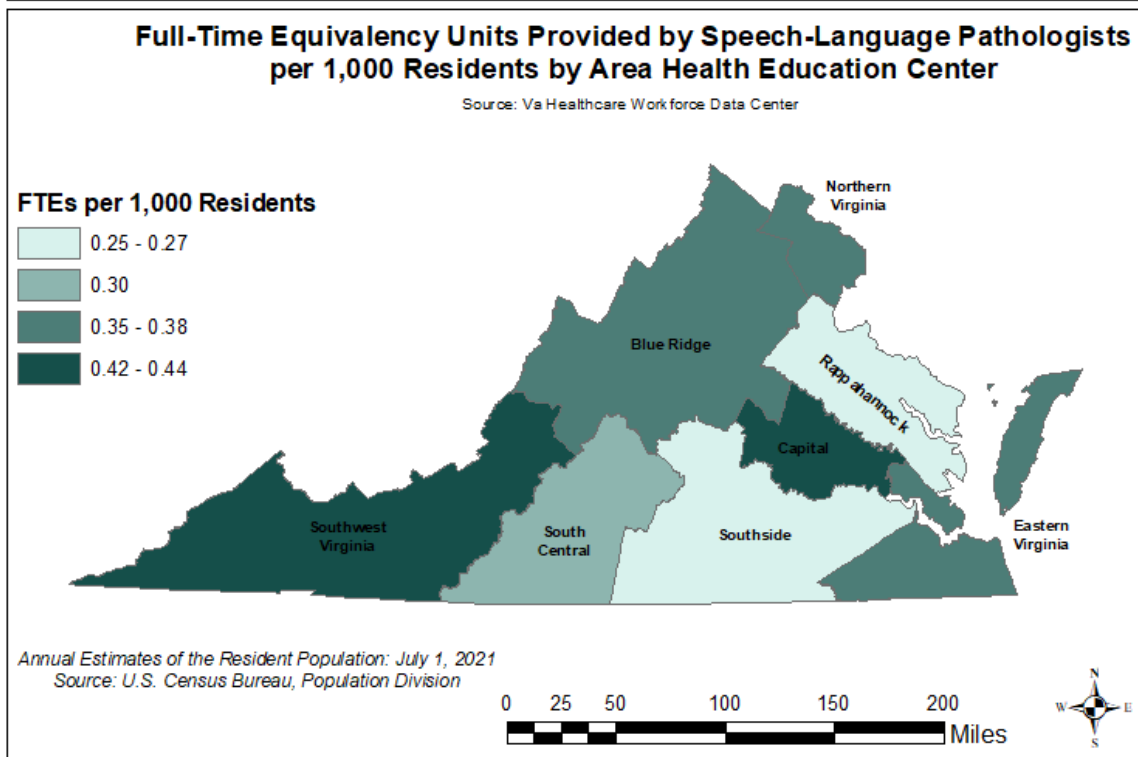 Full-Time Equivalency Units Provided by Speech-Language Pathologists
per 1,000 Residents by Area Health Education Center
Source: Va Healthcare Workforce Data Center
FTEs per 1,000 Residents
0.25 - 0.27
0.30
0.35 - 0.38
0.42 - 0.44
Northern
Virginia
Blue Ridge
Rappahannock
Capital
Southwest
Virginia
South
Central
Southside
Eastern
Virginia
Annual Estimates of the Resident Population: July 1, 2021
Source: U.S. Census Bureau, Population Division
0 25 50 100 150 200
Miles
N
W E
S